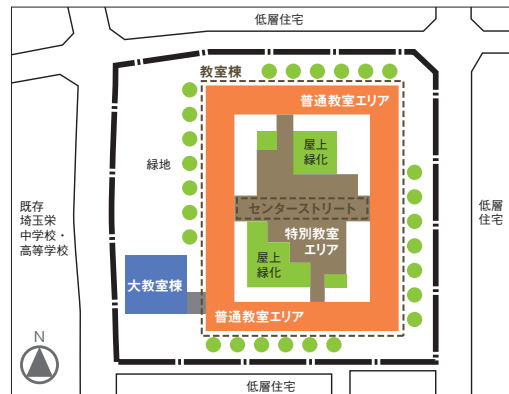 低層住宅
教室棟
普通教室エリア
屋上
緑化
緑地
センターストリート
低層
住宅
既存
埼玉栄
中学校・
高等学校
特別教室
エリア
屋上
緑化
大教室棟
普通教室エリア
N
低層住宅